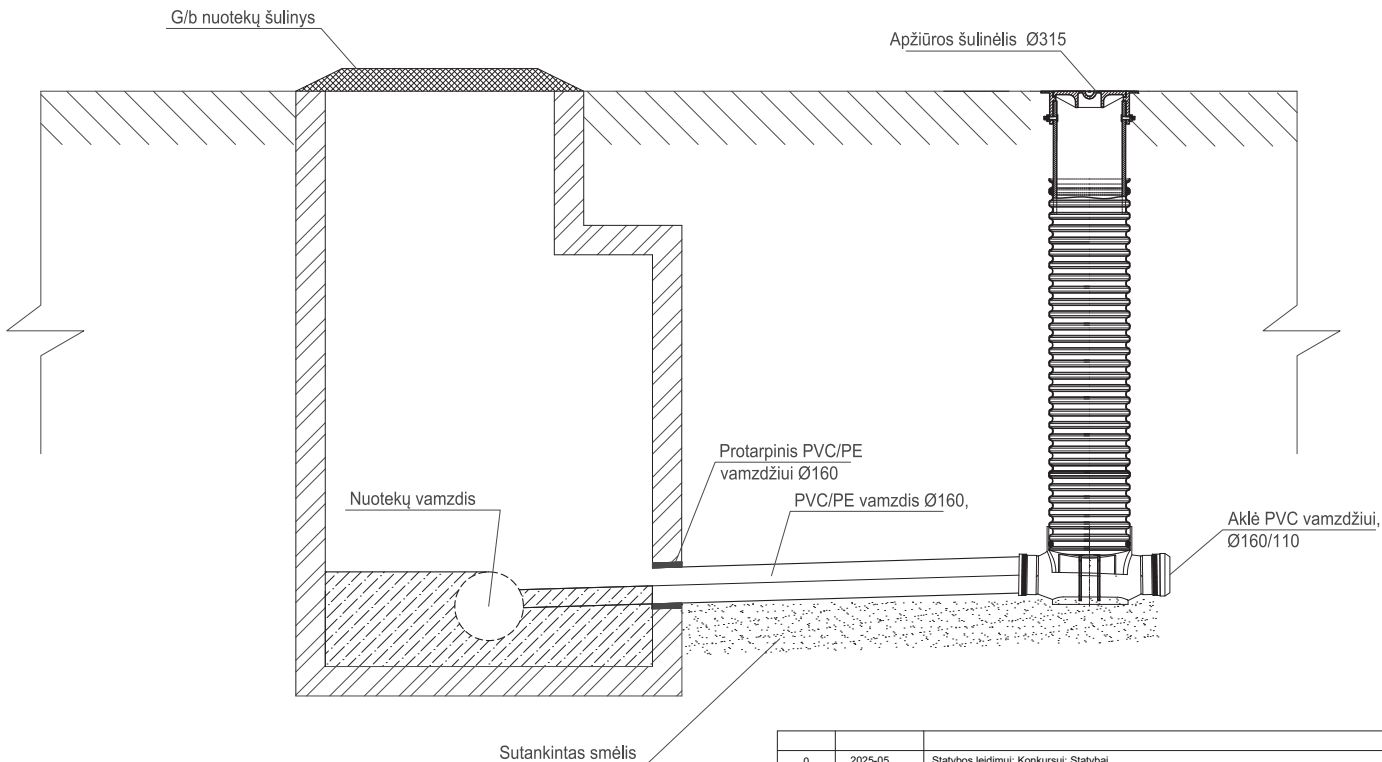 G/b nuotekų šulinys
Apžiūros šulinėlis Ø315
Protarpinis PVC/PE
vamzdžiui Ø160
Nuotekų vamzdis
PVC/PE vamzdis Ø160,
Aklė PVC vamzdžiui,
Ø160/110
Sutankintas smėlis
0 2025-05 Statybos leidimui; Konkursui; Statybai